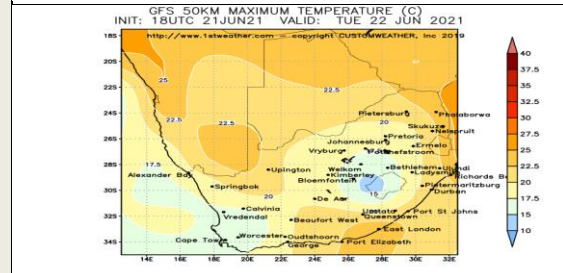 GFS 50KM MAXIMUM TEMPERATURE (C)
INIT: 18UTC 21JUN21 VALID: TUE 22 JUN 2021
http://www.1stweather.com - copyright CUSTOMWEATHER, Inc 2019
18S
20S
22S
24S
26S
28S
30S
32S
34S
25
22.5
22.5
22.5
20
17.5
20
15
Pietersburg
Phalaborwa
Skukuza
Nelspruit
Pretoria
Johannesburg
Ermelo
Vryburg
Potchefstroom
Welkom
Bethlehem
Ulundi
Alexander Bay
Upington
Kimberley
Ladysmith
Richards B
Bloemfontein
Pietermaritzburg
Springbok
Durban
De Aar
Calvinia
Umtata
Port St Johns
Vredendal
Queenstown
Beaufort West
East London
Worcester
Oudtshoorn
Cape Town
George
Port Elizabeth
14E 16E 18E 20E 22E 24E 26E 28E 30E 32E
40
37.5
35
32.5
30
27.5
25
22.5
20
17.5
15
12.5
10